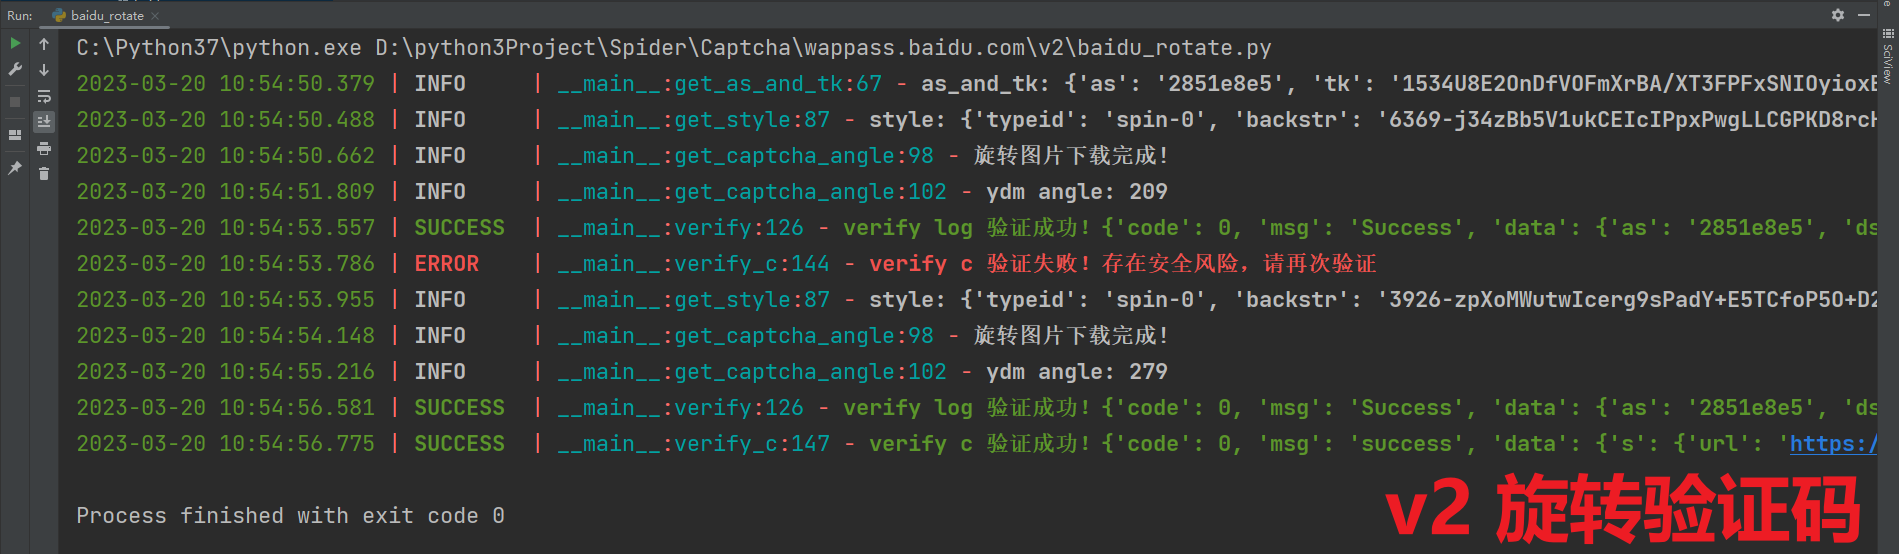 Run: baidu_rotate
C:\Python37\python.exe D:\python3Project\Spider\Captcha\wappass.baidu.com\v2\baidu_rotate.py
2023-03-20 10:54:50.379 | INFO     | __main__:get_as_and_tk:67 - as_and_tk: {'as': '2851e8e5', 'tk': '1534U8E2OnDfVOFmXrBA/XT3FPFxSNIOyioxE
2023-03-20 10:54:50.488 | INFO     | __main__:get_style:87 - style: {'typeid': 'spin-0', 'backstr': '6369-j34zBb5V1ukCEIcIPpxPwgLLCGPKD8rcH
2023-03-20 10:54:50.662 | INFO     | __main__:get_captcha_angle:98 - 旋转图片下载完成！
2023-03-20 10:54:51.809 | INFO     | __main__:get_captcha_angle:102 - ydm angle: 209
2023-03-20 10:54:53.557 | SUCCESS  | __main__:verify:126 - verify log 验证成功！{'code': 0, 'msg': 'Success', 'data': {'as': '2851e8e5', 'ds
2023-03-20 10:54:53.786 | ERROR    | __main__:verify_c:144 - verify c 验证失败！存在安全风险，请再次验证
2023-03-20 10:54:53.955 | INFO     | __main__:get_style:87 - style: {'typeid': 'spin-0', 'backstr': '3926-zpXoMWutwIcerg9sPadY+E5TCfoP5O+D2
2023-03-20 10:54:54.148 | INFO     | __main__:get_captcha_angle:98 - 旋转图片下载完成！
2023-03-20 10:54:55.216 | INFO     | __main__:get_captcha_angle:102 - ydm angle: 279
2023-03-20 10:54:56.581 | SUCCESS  | __main__:verify:126 - verify log 验证成功！{'code': 0, 'msg': 'Success', 'data': {'as': '2851e8e5', 'ds
2023-03-20 10:54:56.775 | SUCCESS  | __main__:verify_c:147 - verify c 验证成功！{'code': 0, 'msg': 'success', 'data': {'s': {'url': 'https:/
Process finished with exit code 0
v2 旋转验证码
SciView